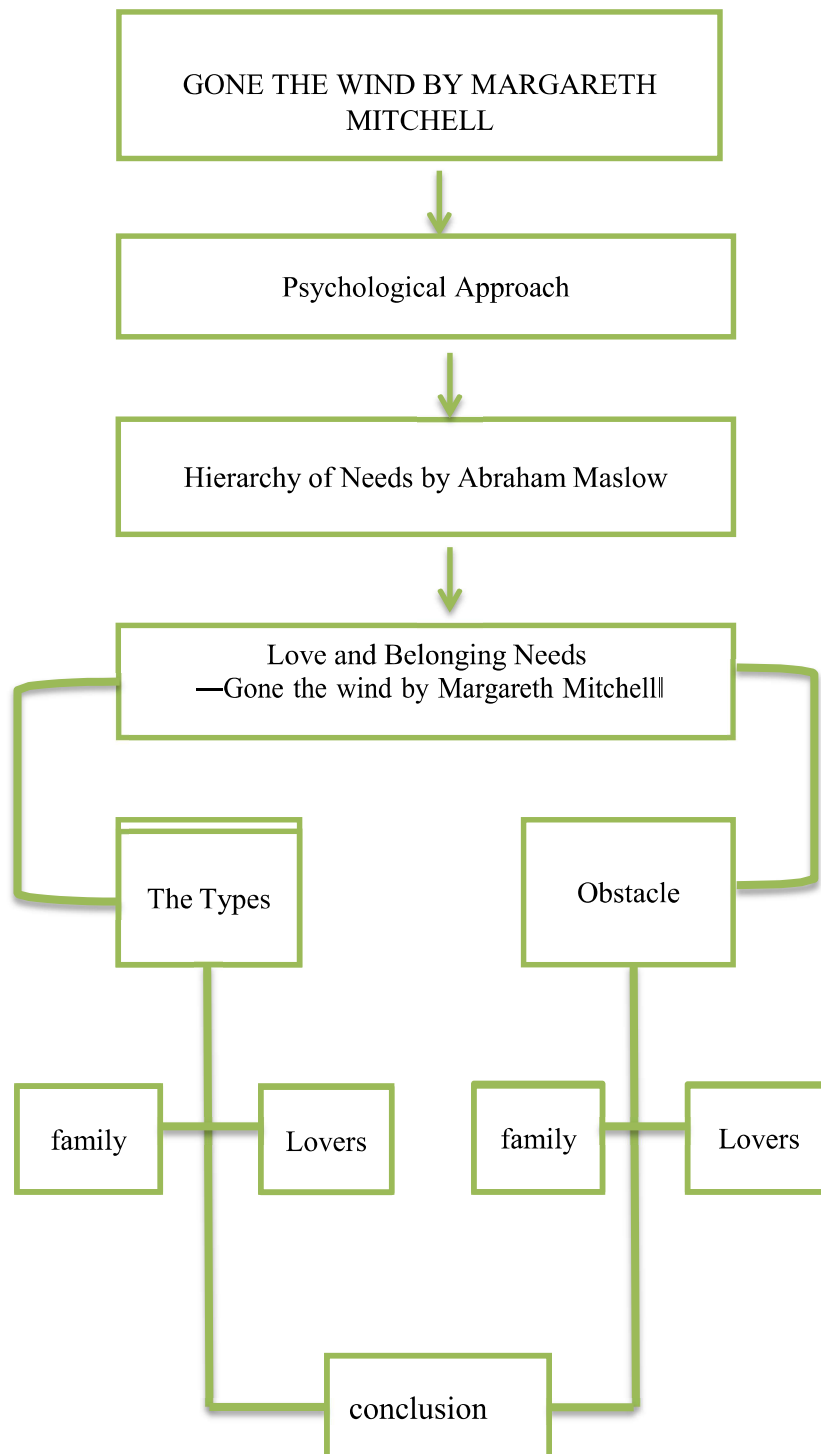 GONE THE WIND BY MARGARETH
MITCHELL
Psychological Approach
Hierarchy of Needs by Abraham Maslow
Love and Belonging Needs
―Gone the wind by Margareth Mitchell‖
The Types
Obstacle
family
Lovers
family
Lovers
conclusion